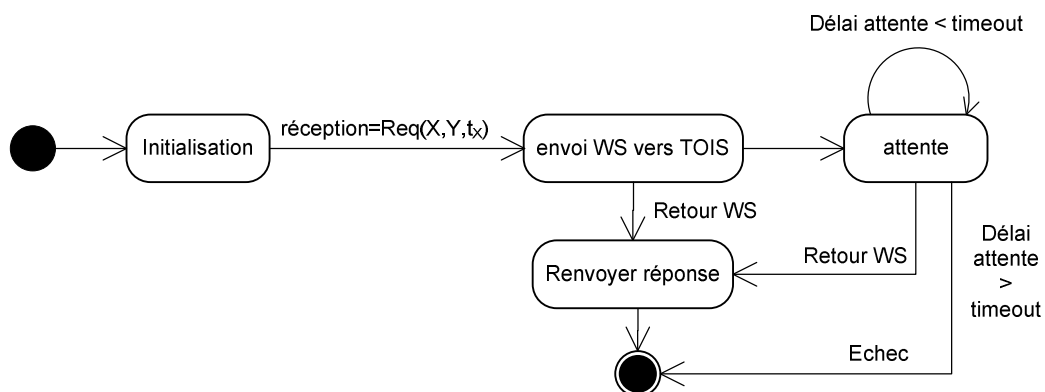 Délai attente < timeout
réception=Req(X,Y,tx)
Initialisation
envoi WS vers TOIS
attente
Retour WS
Délai
attente
>
timeout
Retour WS
Renvoyer réponse
Echec